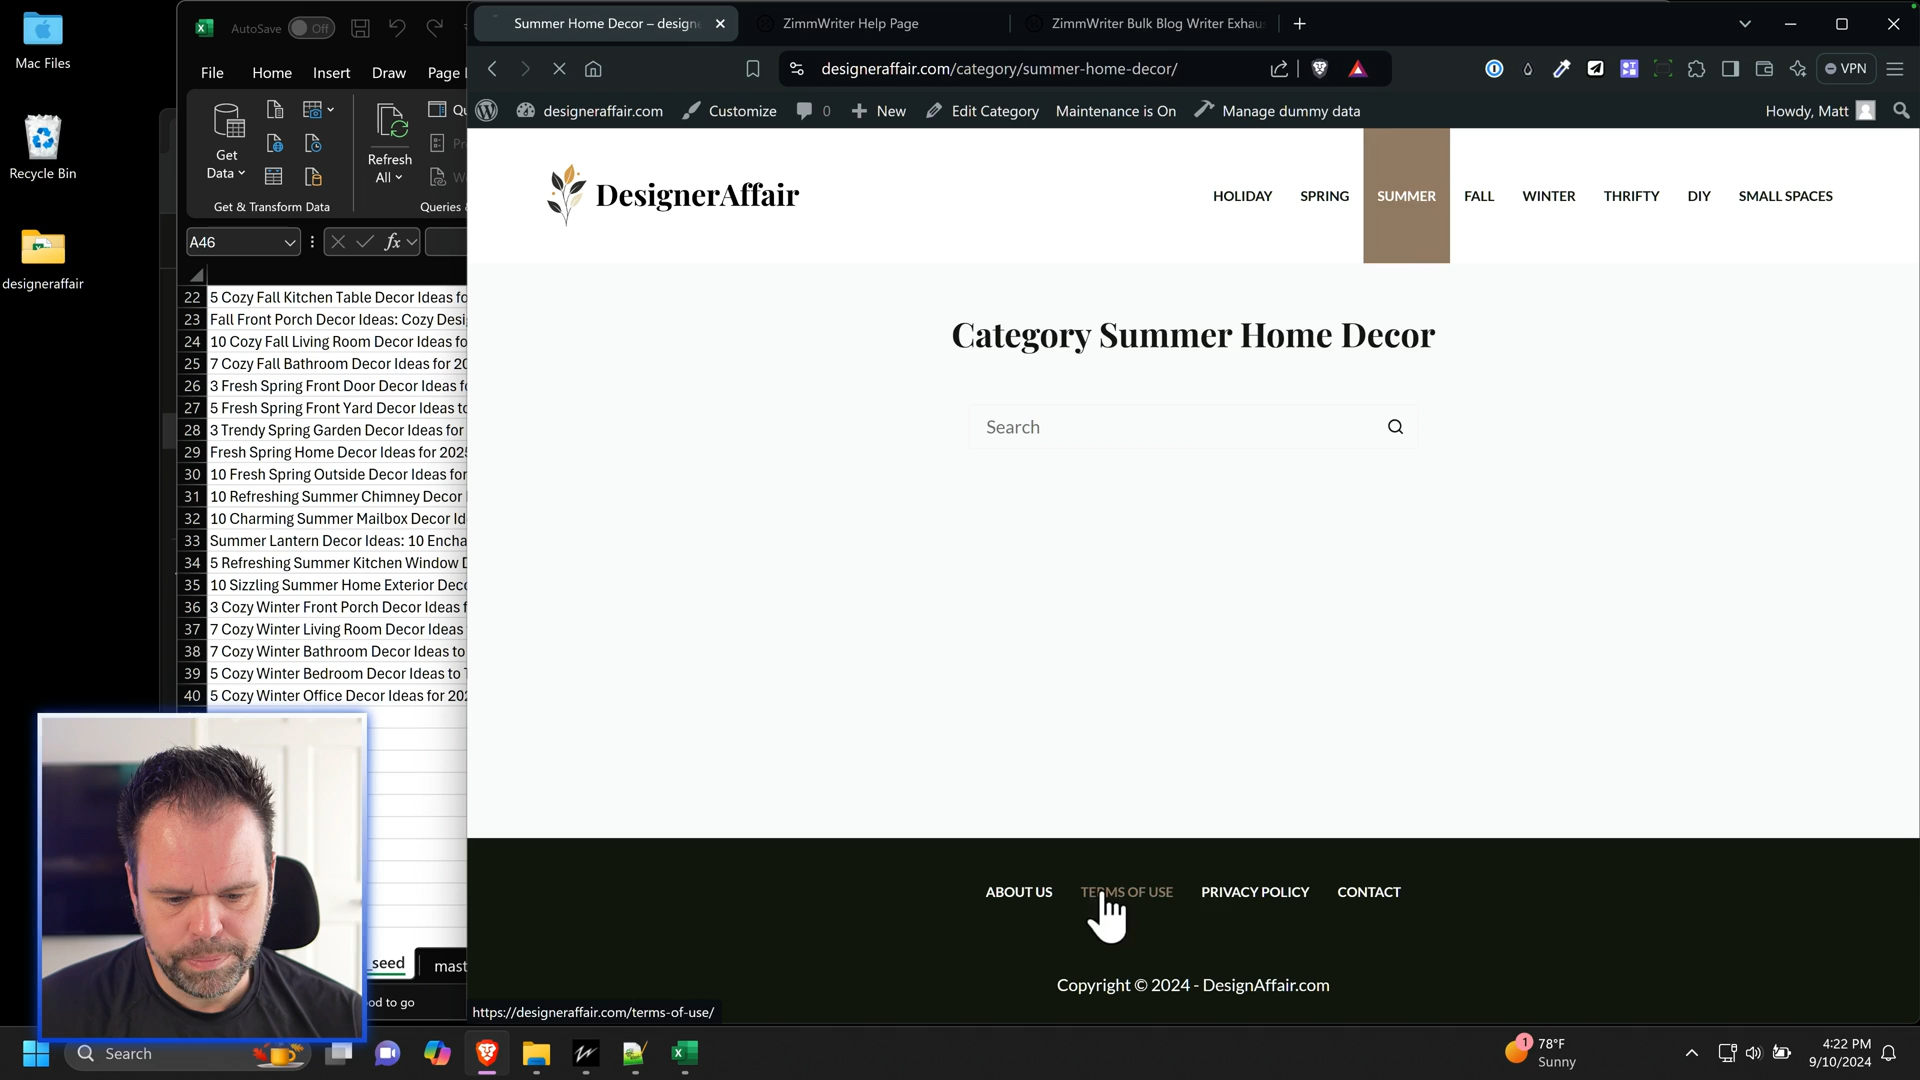 Mac Files
Recycle Bin
designeraffair
AutoSave Off
File Home Insert Draw Page
Get
Data
Refresh
All
Get & Transform Data
Queries &
A46
fx
22 5 Cozy Fall Kitchen Table Decor Ideas fo
23 Fall Front Porch Decor Ideas: Cozy Desi
24 10 Cozy Fall Living Room Decor Ideas fo
25 7 Cozy Fall Bathroom Decor Ideas for 20
26 3 Fresh Spring Front Door Decor Ideas fo
27 5 Fresh Spring Front Yard Decor Ideas to
28 3 Trendy Spring Garden Decor Ideas for
29 Fresh Spring Home Decor Ideas for 2025
30 10 Fresh Spring Outside Decor Ideas for
31 10 Refreshing Summer Chimney Decor
32 10 Charming Summer Mailbox Decor Id
33 Summer Lantern Decor Ideas: 10 Encha
34 5 Refreshing Summer Kitchen Window D
35 10 Sizzling Summer Home Exterior Deco
36 3 Cozy Winter Front Porch Decor Ideas f
37 7 Cozy Winter Living Room Decor Ideas
38 7 Cozy Winter Bathroom Decor Ideas to
39 5 Cozy Winter Bedroom Decor Ideas to T
40 5 Cozy Winter Office Decor Ideas for 202
_seed mast
od to go
Summer Home Decor – design
ZimmWriter Help Page
ZimmWriter Bulk Blog Writer Exhau
designeraffair.com/category/summer-home-decor/
VPN
designeraffair.com Customize 0 New Edit Category Maintenance is On Manage dummy data
Howdy, Matt
DesignerAffair
HOLIDAY SPRING SUMMER FALL WINTER THRIFTY DIY SMALL SPACES
Category Summer Home Decor
Search
ABOUT US TERMS OF USE PRIVACY POLICY CONTACT
Copyright © 2024 - DesignAffair.com
https://designeraffair.com/terms-of-use/
Search
1
78°F
Sunny
4:22 PM
9/10/2024